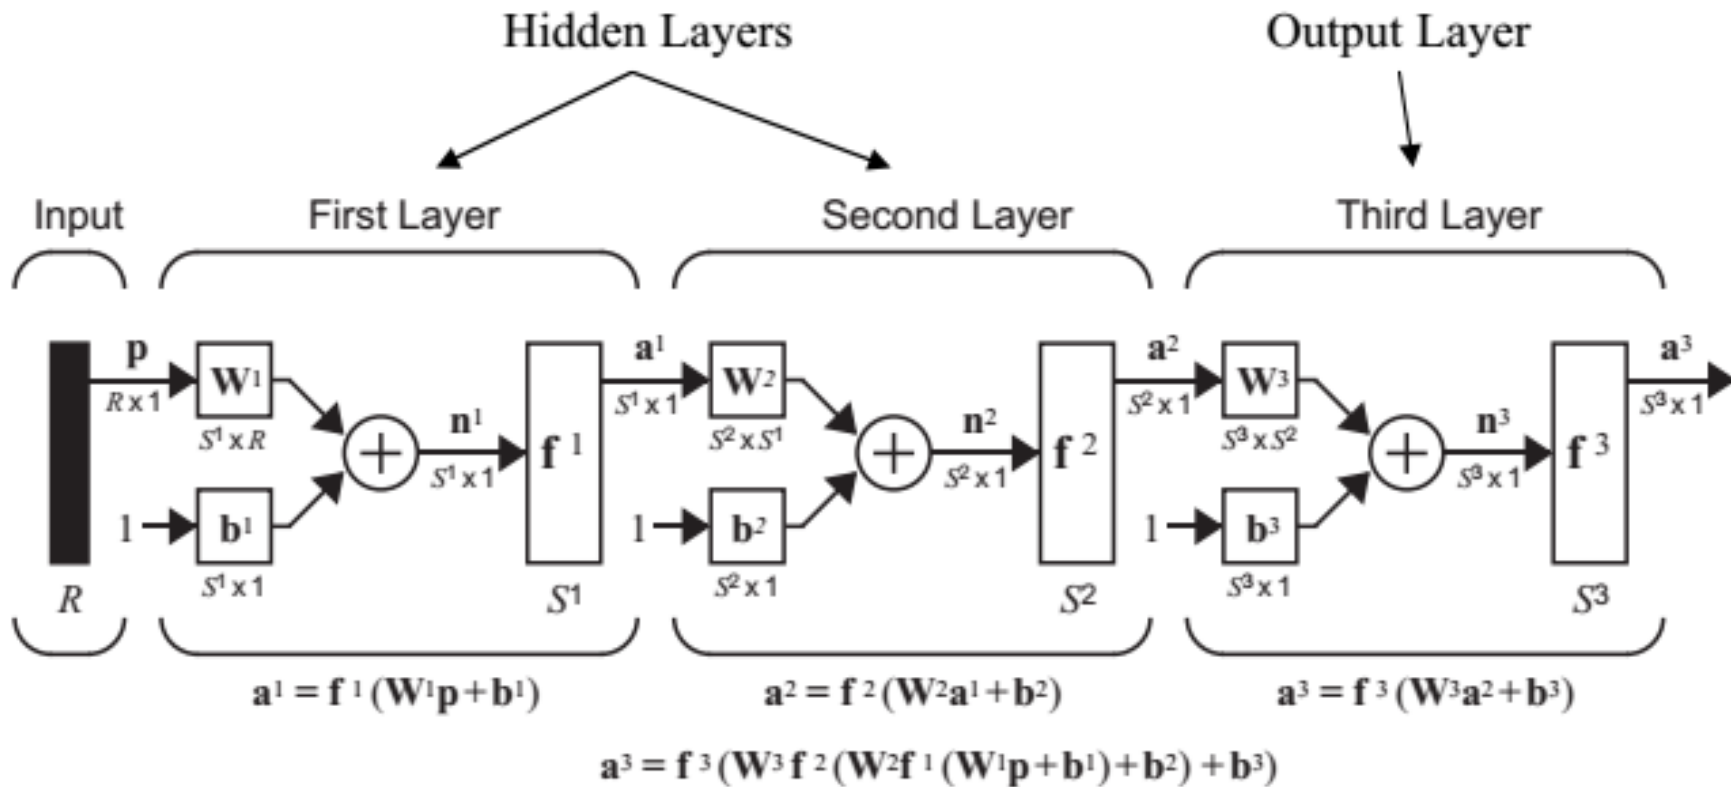 Hidden Layers Output Layer
Input First Layer Second Layer Third Layer
p a¹ a² a³
W¹ W² W³
R x 1 S¹ x 1 S² x 1 S³ x 1
n¹ n² n³
S¹ x R S² x S¹ S³ x S²
f ¹ f ² f ³
S¹ x 1 S² x 1 S³ x 1
1 b¹ 1 b² 1 b³
S¹ x 1 S² x 1 S³ x 1
R S¹ S² S³
a¹ = f ¹ (W¹p + b¹) a² = f ² (W²a¹ + b²) a³ = f ³ (W³a² + b³)
a³ = f ³ (W³ f ² (W²f ¹ (W¹p + b¹) + b²) + b³)